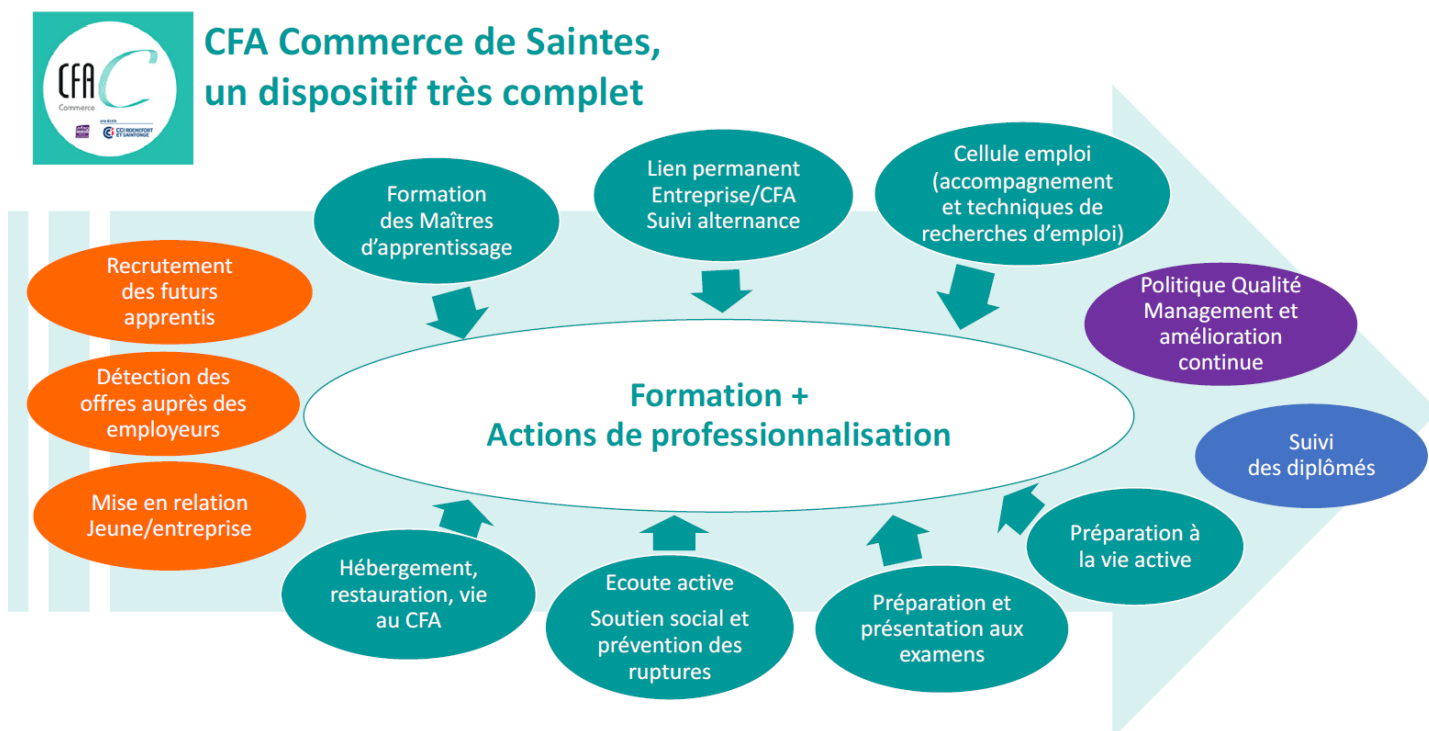 CFA Commerce de Saintes,
un dispositif très complet
CFA
Commerce
CCI ROCHEFORT
ET SAINTONGE
Formation
des Maîtres
d’apprentissage
Lien permanent
Entreprise/CFA
Suivi alternance
Cellule emploi
(accompagnement
et techniques de
recherches d’emploi)
Recrutement
des futurs
apprentis
Détection des
offres auprès des
employeurs
Mise en relation
Jeune/entreprise
Formation +
Actions de professionnalisation
Politique Qualité
Management et
amélioration
continue
Suivi
des diplômés
Hébergement,
restauration, vie
au CFA
Ecoute active
Soutien social et
prévention des
ruptures
Préparation et
présentation aux
examens
Préparation à
la vie active